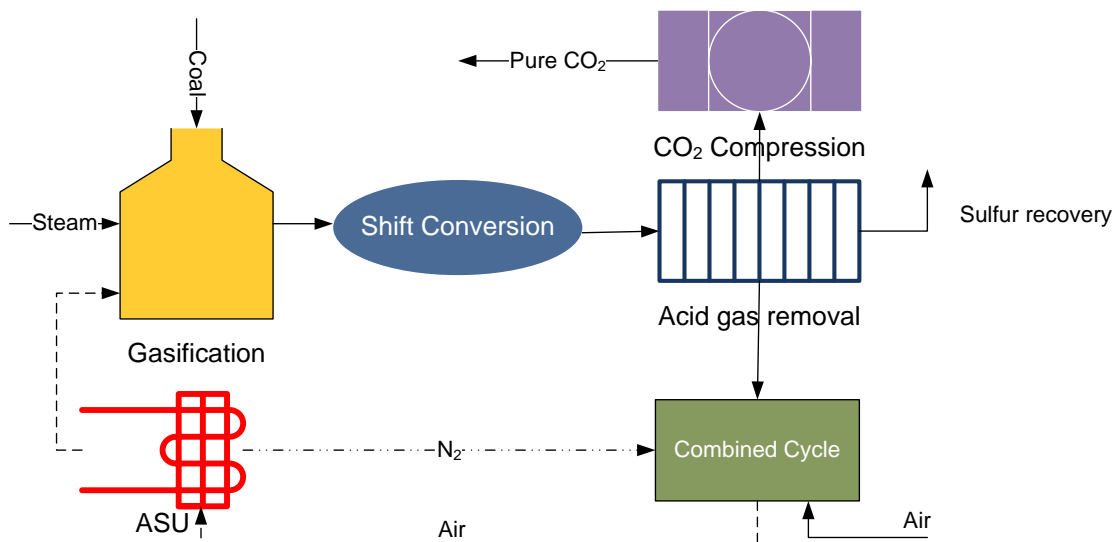 Coal
Pure CO₂
CO₂ Compression
Steam
Shift Conversion
Sulfur recovery
Acid gas removal
Gasification
N₂
Combined Cycle
ASU
Air
Air